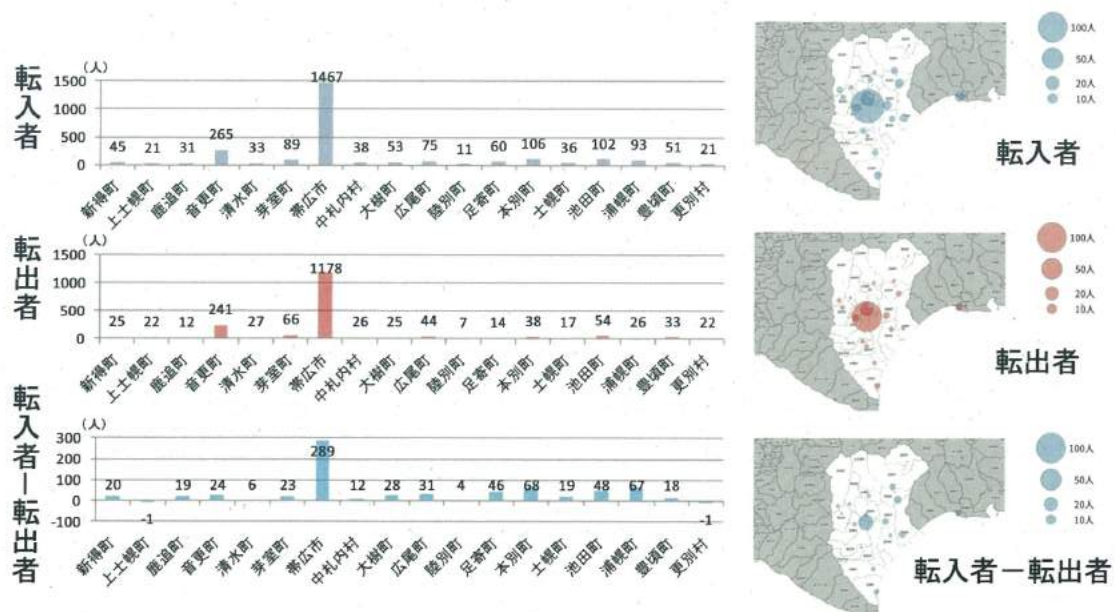 転入者
(人)
1500
1000
500
0
45 21 31 265 33 89 1467 38 53 75 11 60 106 36 102 93 51 21
新得町 上士幌町 鹿追町 音更町 清水町 芽室町 帯広市 中札内村 大樹町 広尾町 陸別町 足寄町 本別町 士幌町 池田町 浦幌町 豊頃町 更別村
転出者
(人)
1500
1000
500
0
25 22 12 241 27 66 1178 26 25 44 7 14 38 17 54 26 33 22
新得町 上士幌町 鹿追町 音更町 清水町 芽室町 帯広市 中札内村 大樹町 広尾町 陸別町 足寄町 本別町 士幌町 池田町 浦幌町 豊頃町 更別村
転入者ー転出者
(人)
300
200
100
0
-100
20 -1 19 24 6 23 289 12 28 31 4 46 68 19 48 67 18 -1
新得町 上士幌町 鹿追町 音更町 清水町 芽室町 帯広市 中札内村 大樹町 広尾町 陸別町 足寄町 本別町 士幌町 池田町 浦幌町 豊頃町 更別村
100人
50人
20人
10人
転入者
100人
50人
20人
10人
転出者
100人
50人
20人
10人
転入者ー転出者